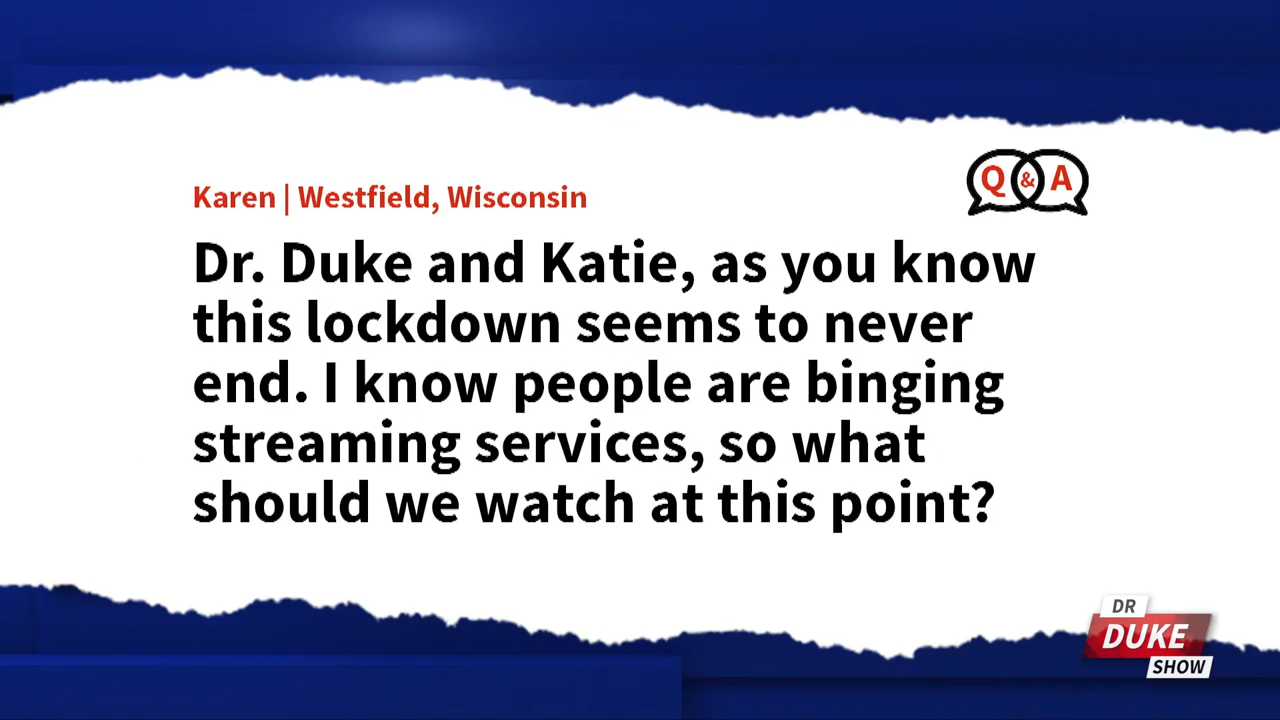 Karen | Westfield, Wisconsin
Q & A
Dr. Duke and Katie, as you know
this lockdown seems to never
end. I know people are binging
streaming services, so what
should we watch at this point?
DR
DUKE
SHOW